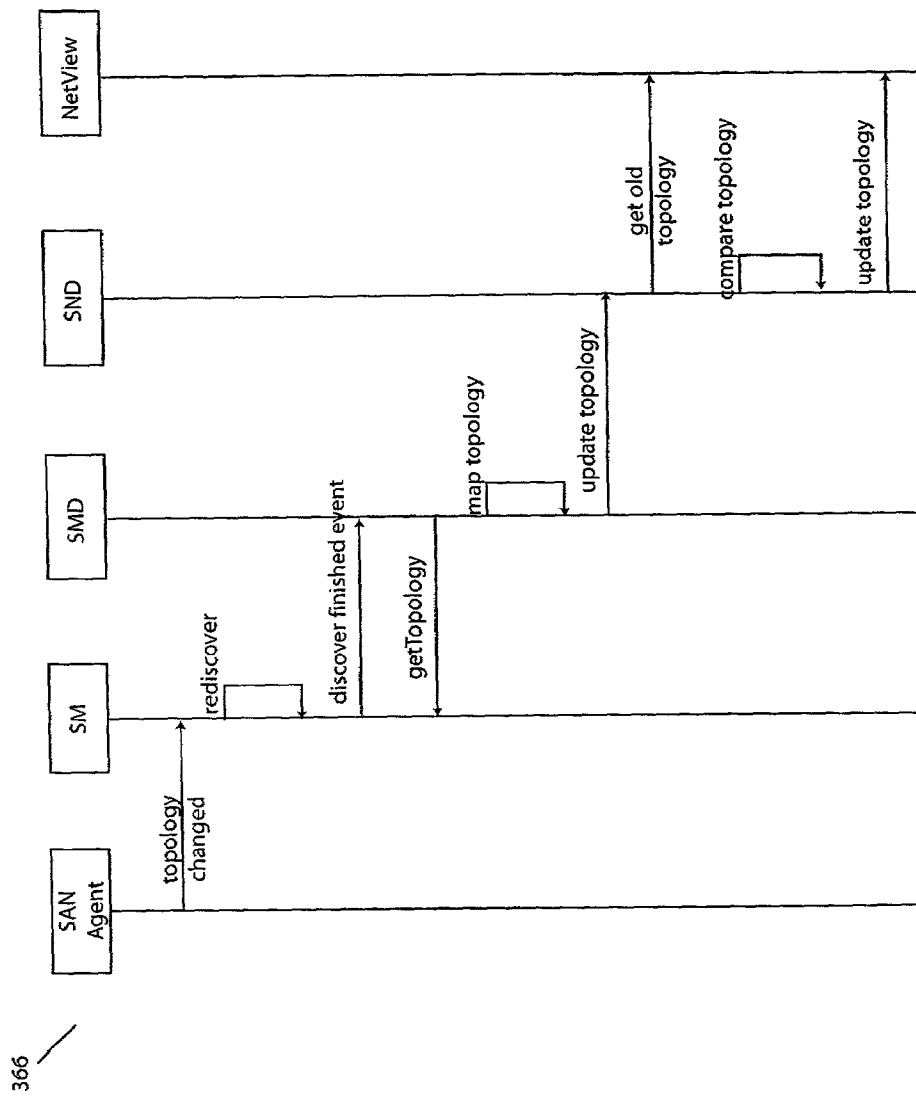 366
SAN
Agent
SM
SMD
SND
NetView
topology
changed
rediscover
discover finished event
getTopology
map topology
update topology
get old
topology
compare topology
update topology